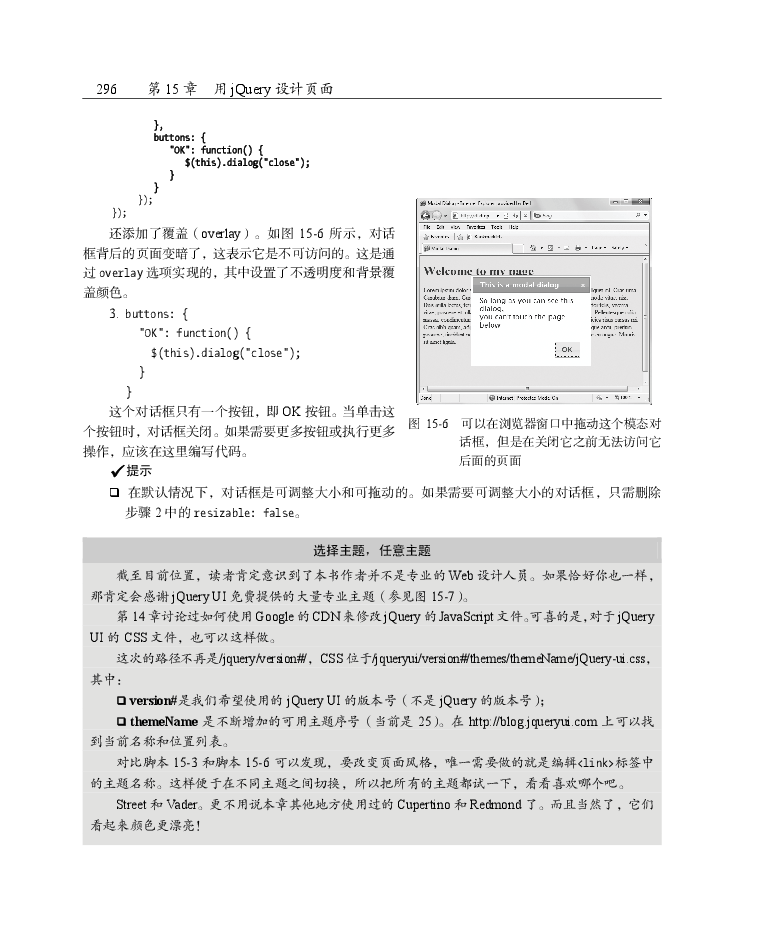 296 第 15 章 用 jQuery 设计页面
},
buttons: {
"OK": function() {
$(this).dialog("close");
}
}
});
});
还添加了覆盖（overlay）。如图 15-6 所示，对话
框背后的页面变暗了，这表示它是不可访问的。这是通
过 overlay 选项实现的，其中设置了不透明度和背景覆
盖颜色。
3. buttons: {
"OK": function() {
$(this).dialog("close");
}
}
这个对话框只有一个按钮，即 OK 按钮。当单击这
个按钮时，对话框关闭。如果需要更多按钮或执行更多
操作，应该在这里编写代码。
File Edit View Favorites Tools Help
Welcome to my page
This is a modal dialog ×
So long as you can see this
dialog,
you can't touch the page
below
OK
Internet | Protected Mode: On
图 15-6 可以在浏览器窗口中拖动这个模态对
话框，但是在关闭它之前无法访问它
后面的页面
✓提示
❑ 在默认情况下，对话框是可调整大小和可拖动的。如果需要可调整大小的对话框，只需删除
步骤 2 中的 resizable: false。
选择主题，任意主题
截至目前位置，读者肯定意识到了本书作者并不是专业的 Web 设计人员。如果恰好你也一样，
那肯定会感谢 jQuery UI 免费提供的大量专业主题（参见图 15-7）。
第 14 章讨论过如何使用 Google 的 CDN 来修改 jQuery 的 JavaScript 文件。可喜的是，对于 jQuery
UI 的 CSS 文件，也可以这样做。
这次的路径不再是/jquery/version#/，CSS 位于/jqueryui/version#/themes/themeName/jQuery-ui.css，
其中：
❑ version#是我们希望使用的 jQuery UI 的版本号（不是 jQuery 的版本号）；
❑ themeName 是不断增加的可用主题序号（当前是 25）。在 http://blog.jqueryui.com 上可以找
到当前名称和位置列表。
对比脚本 15-3 和脚本 15-6 可以发现，要改变页面风格，唯一需要做的就是编辑<link>标签中
的主题名称。这样便于在不同主题之间切换，所以把所有的主题都试一下，看看喜欢哪个吧。
Street 和 Vader。更不用说本章其他地方使用过的 Cupertino 和 Redmond 了。而且当然了，它们
看起来颜色更漂亮！